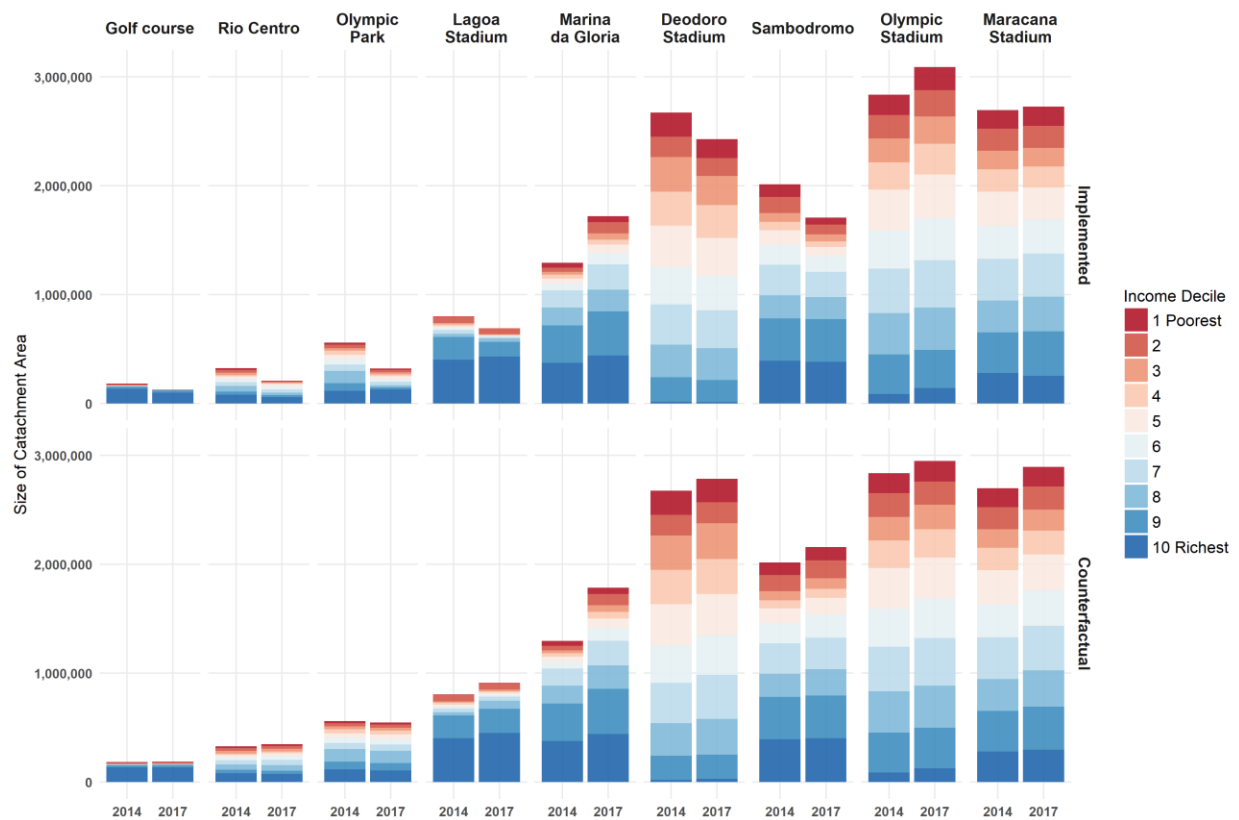 Golf course
Rio Centro
Olympic
Park
Lagoa
Stadium
Marina
da Gloria
Deodoro
Stadium
Sambodromo
Olympic
Stadium
Maracana
Stadium
3,000,000
2,000,000
1,000,000
0
Implemented
3,000,000
2,000,000
1,000,000
0
Counterfactual
Size of Catachment Area
2014 2017 2014 2017 2014 2017 2014 2017 2014 2017 2014 2017 2014 2017 2014 2017 2014 2017
Income Decile
1 Poorest
2
3
4
5
6
7
8
9
10 Richest